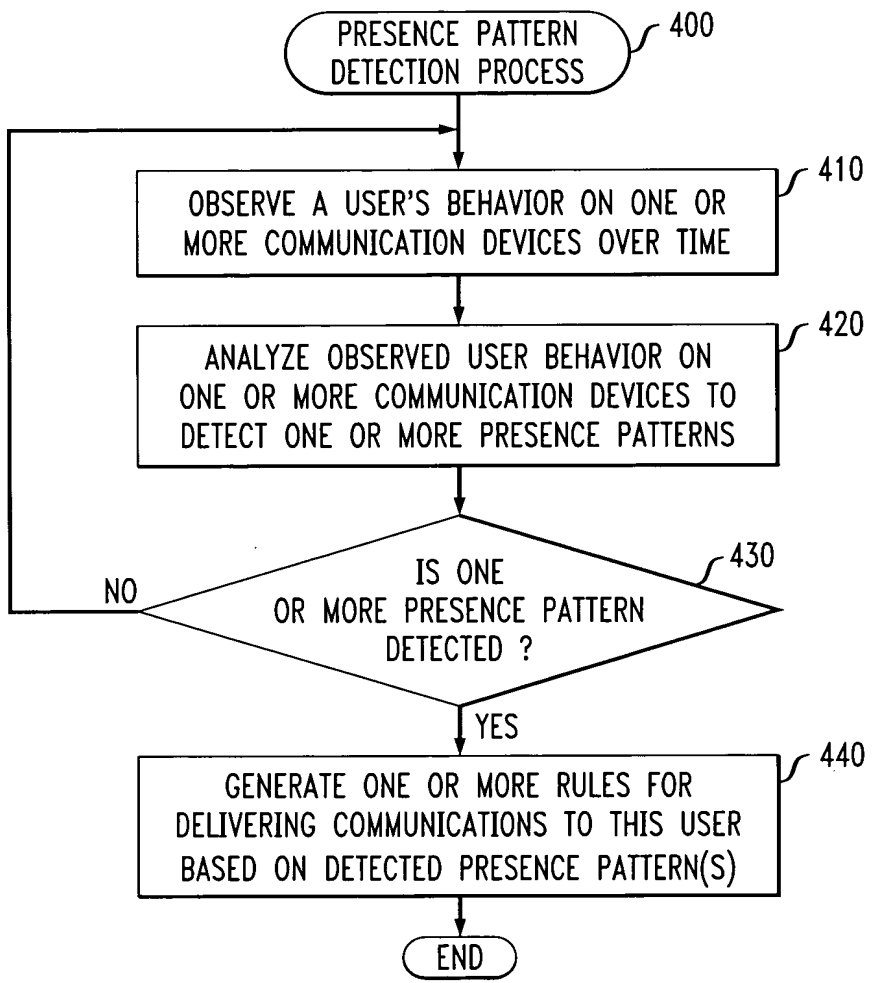 PRESENCE PATTERN
DETECTION PROCESS
400
410
OBSERVE A USER'S BEHAVIOR ON ONE OR
MORE COMMUNICATION DEVICES OVER TIME
420
ANALYZE OBSERVED USER BEHAVIOR ON
ONE OR MORE COMMUNICATION DEVICES TO
DETECT ONE OR MORE PRESENCE PATTERNS
430
IS ONE
OR MORE PRESENCE PATTERN
DETECTED ?
NO
YES
440
GENERATE ONE OR MORE RULES FOR
DELIVERING COMMUNICATIONS TO THIS USER
BASED ON DETECTED PRESENCE PATTERN(S)
END